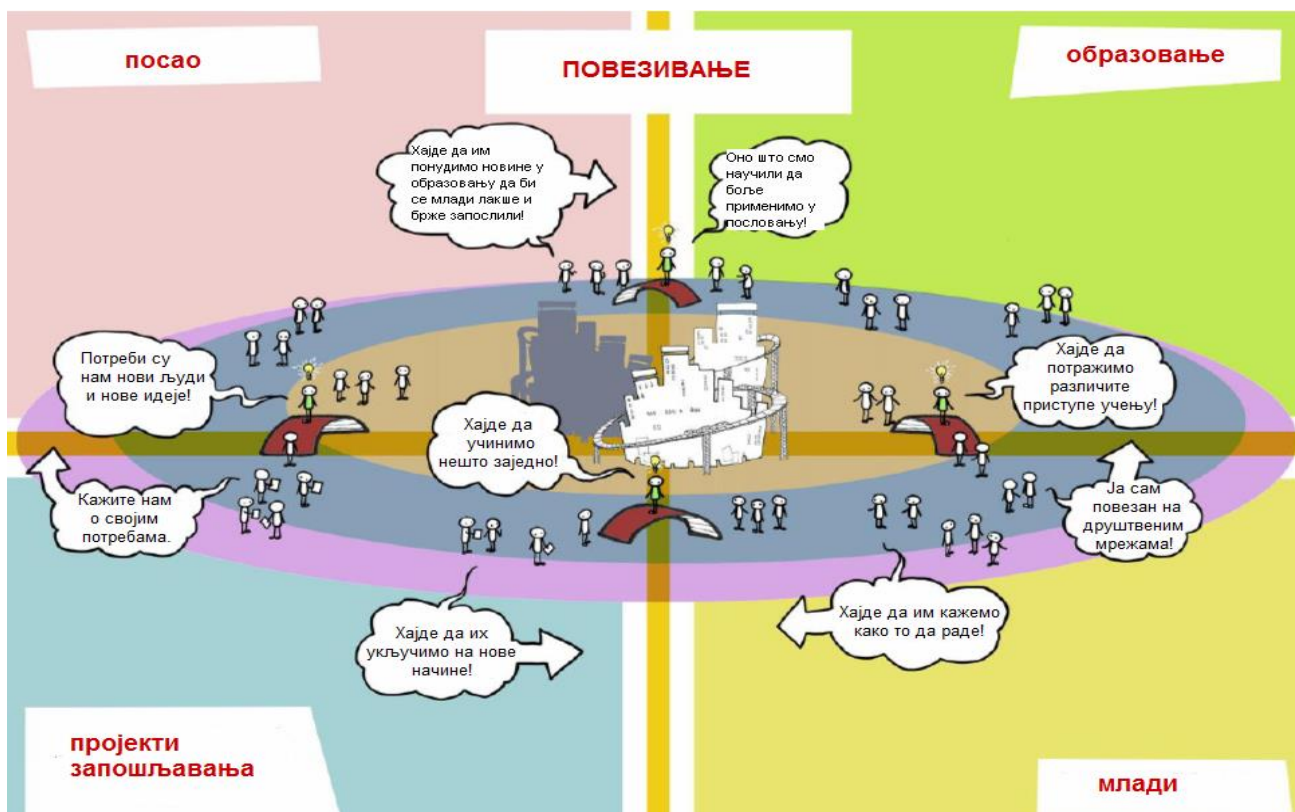 посао
ПОВЕЗИВАЊЕ
образовање
Хајде да им
понудимо новине у
образовању да би
се млади лакше и
брже запослили!
Оно што смо
научили да
боље
применимо у
пословању!
Потреби су
нам нови људи
и нове идеје!
Хајде да
потражимо
различите
приступе учењу!
Хајде да
учинимо
нешто заједно!
Кажите нам
о својим
потребама.
Ја сам
повезан на
друштвеним
мрежама!
Хајде да их
укључимо на нове
начине!
Хајде да им кажемо
како то да раде!
пројекти
запошљавања
млади